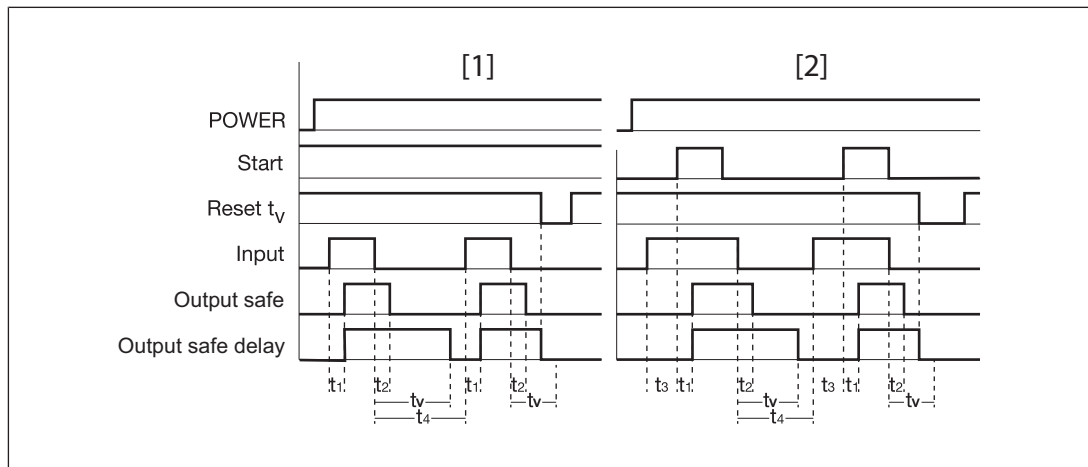 [1] [2]
POWER
Start
Reset tV
Input
Output safe
Output safe delay
t1 t2 t1 t2 t3 t1 t2 t3 t1 t2
tv tv tv tv
t4 t4